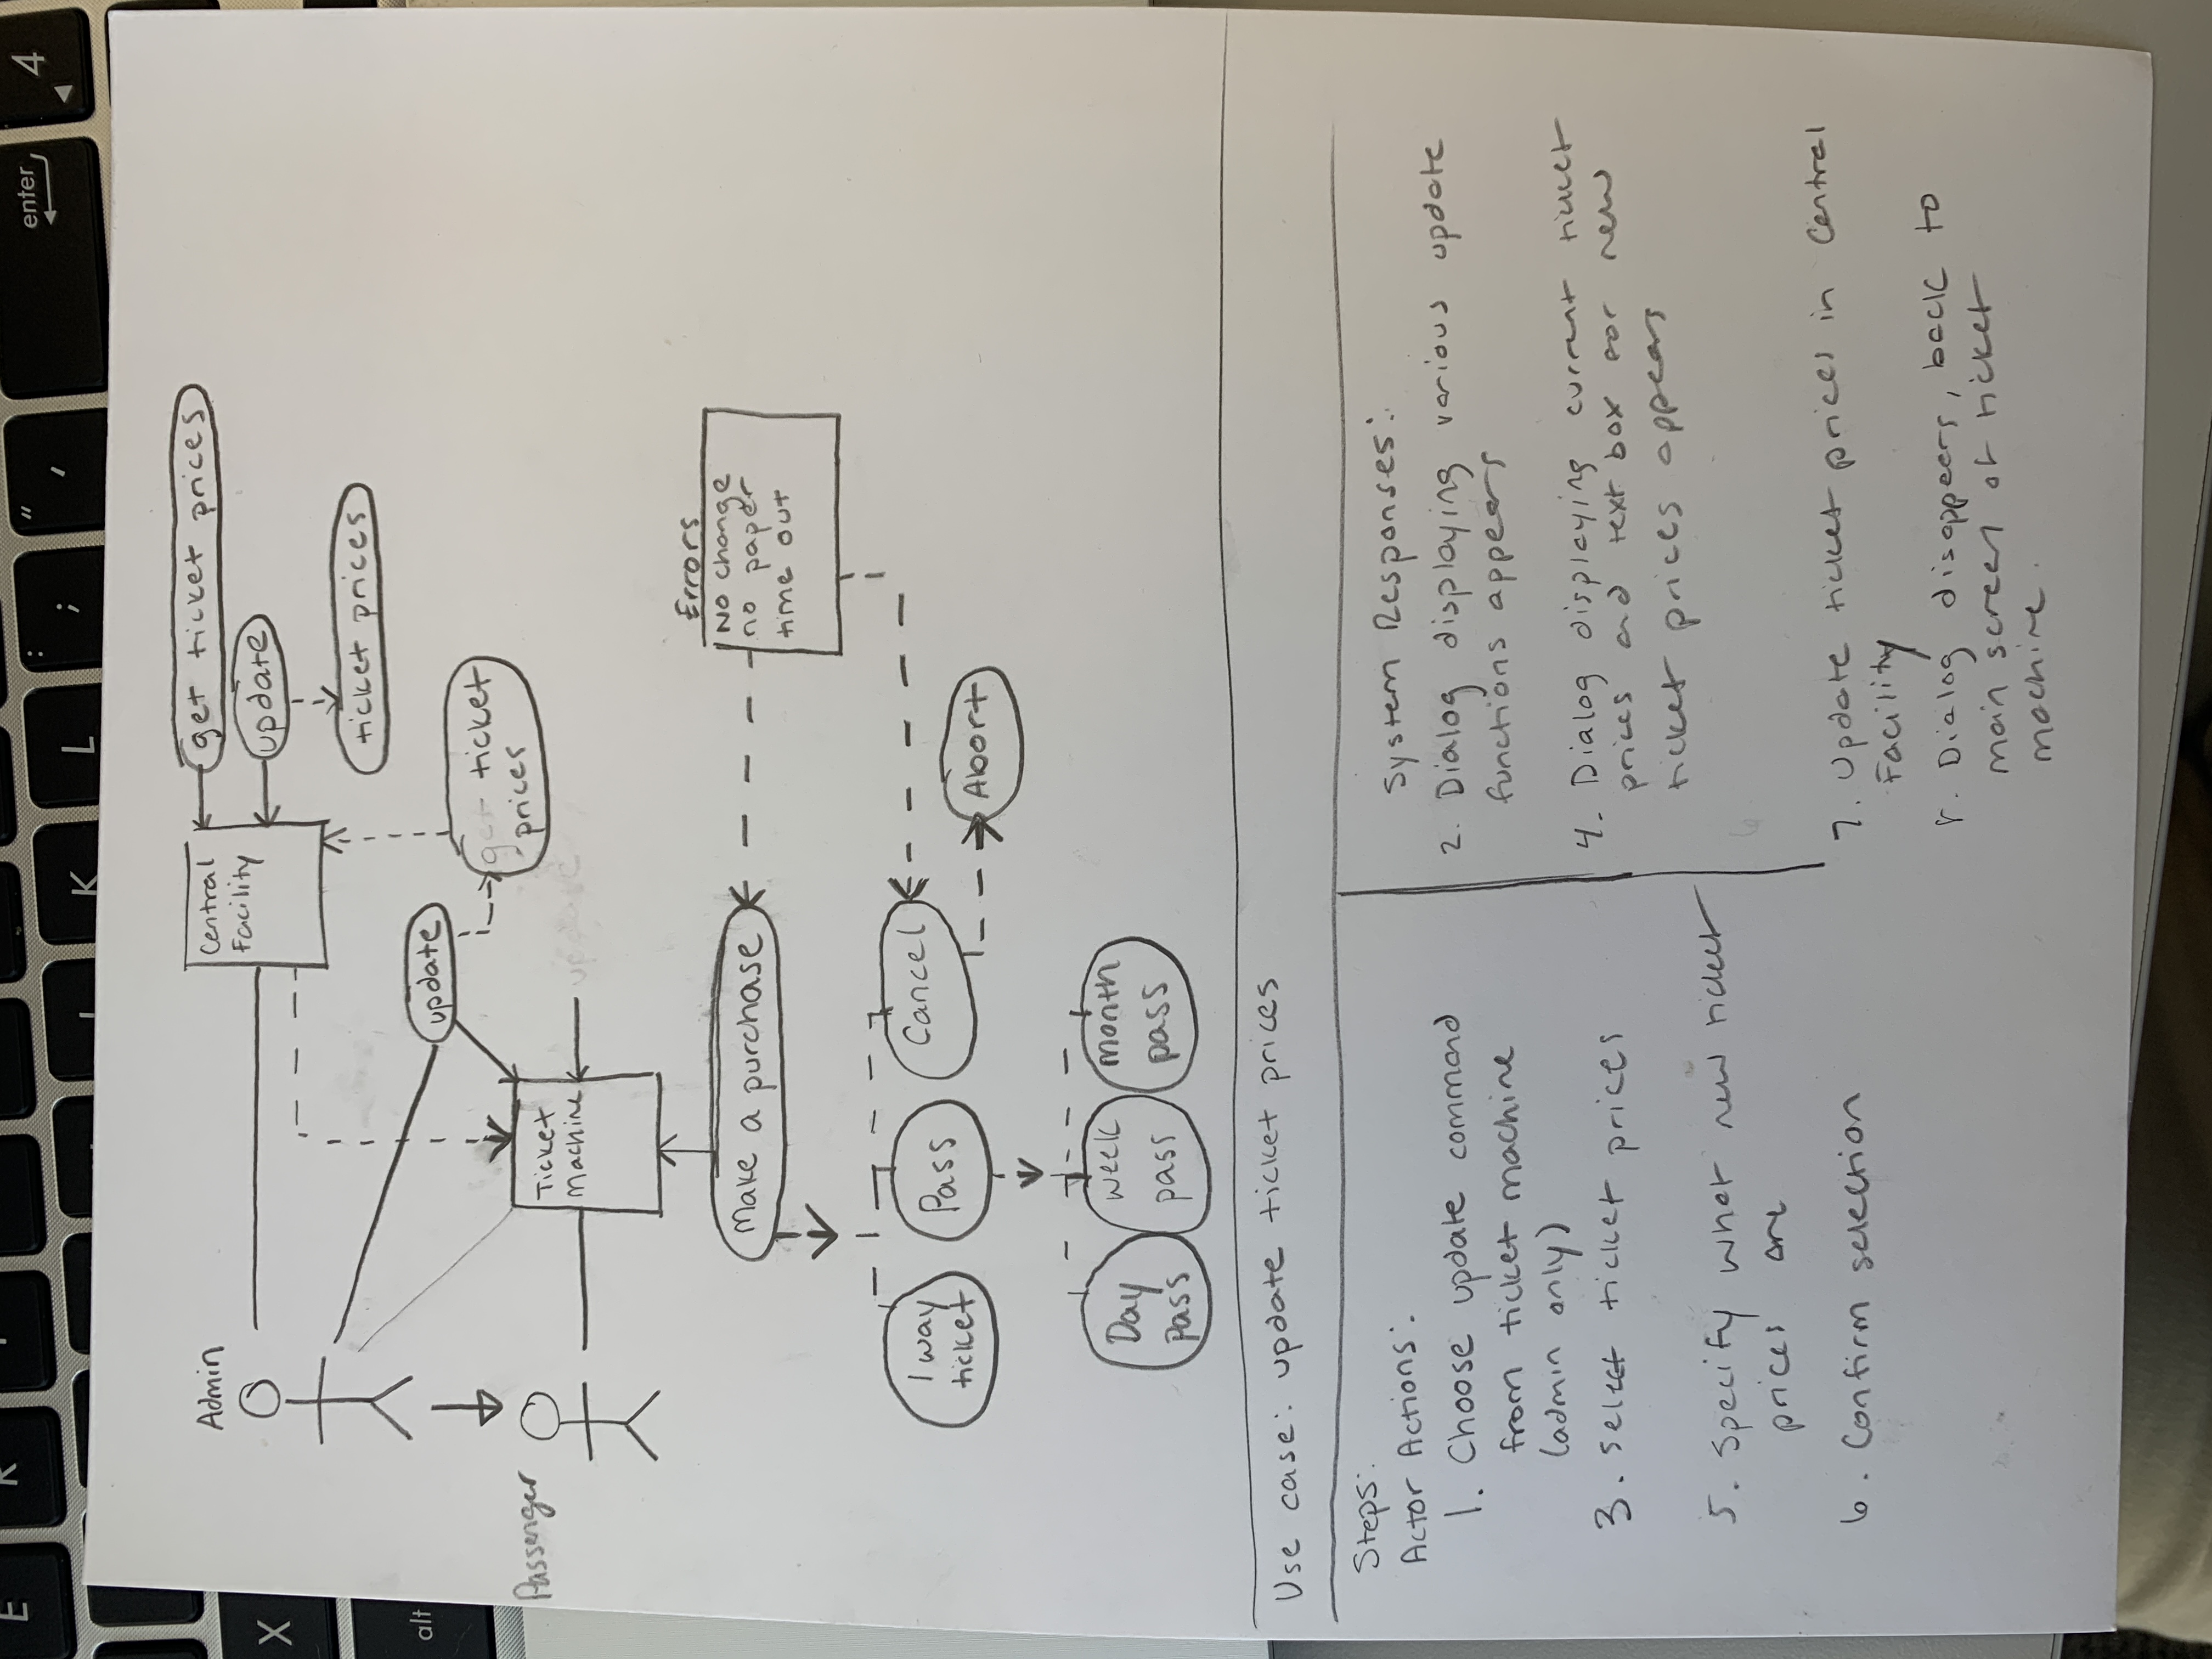 E
R
K
L
:
;
"
,
enter
4
X
alt
Admin
Central
Facility
get ticket prices
update
ticket prices
update
get ticket
prices
Passenger
Ticket
Machine
update
Errors
No change
no paper
time out
Make a purchase
1 way
ticket
Pass
Cancel
Abort
Day
Pass
week
pass
month
pass
Use case: update ticket prices
Steps:
Actor Actions:
1. Choose update command
from ticket machine
(admin only)
3. select ticket prices
5. Specify what new ticket
prices are
6. Confirm selection
System Responses:
2. Dialog displaying various update
functions appears
4. Dialog displaying current ticket
prices and text box for new
ticket prices appears
6
7. Update ticket prices in Central
Facility
8. Dialog disappears, back to
main screen of ticket
machine.